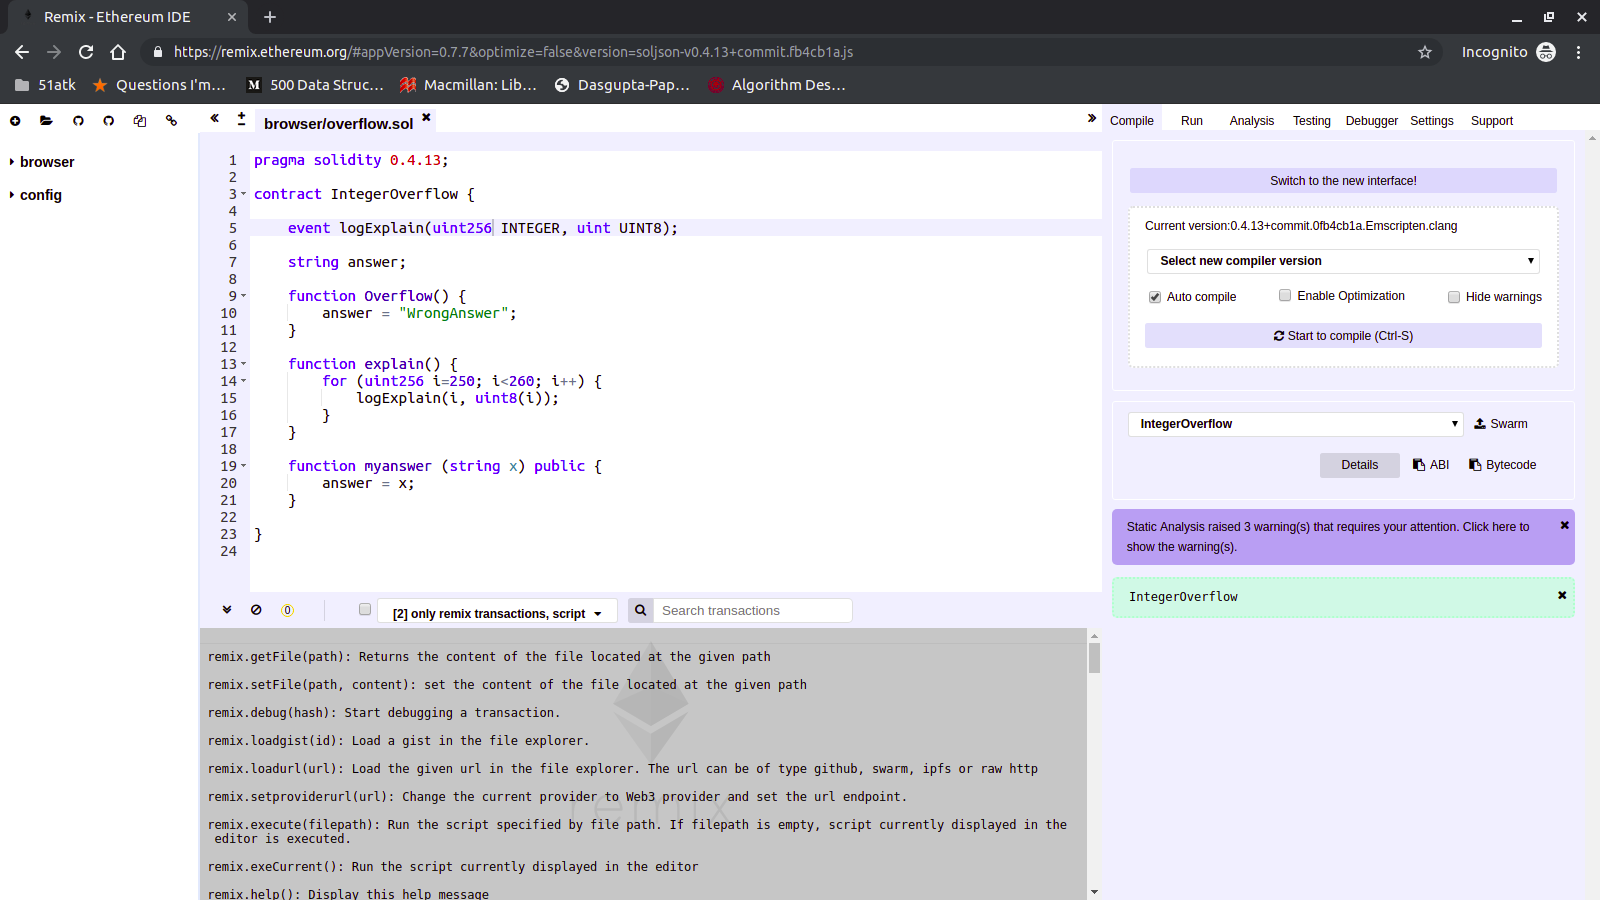 Remix - Ethereum IDE
https://remix.ethereum.org/#appVersion=0.7.7&optimize=false&version=soljson-v0.4.13+commit.fb4cb1a.js
Incognito
51atk
Questions I'm...
M
500 Data Struc...
Macmillan: Lib...
Dasgupta-Pap...
Algorithm Des...
browser/overflow.sol
Compile Run Analysis Testing Debugger Settings Support
browser
config
1 pragma solidity 0.4.13;
2
3 contract IntegerOverflow {
4
5 event logExplain(uint256 INTEGER, uint UINT8);
6
7 string answer;
8
9 function Overflow() {
10 answer = "WrongAnswer";
11 }
12
13 function explain() {
14 for (uint256 i=250; i<260; i++) {
15 logExplain(i, uint8(i));
16 }
17 }
18
19 function myanswer (string x) public {
20 answer = x;
21 }
22
23 }
24
0
[2] only remix transactions, script
Search transactions
remix.getFile(path): Returns the content of the file located at the given path
remix.setFile(path, content): set the content of the file located at the given path
remix.debug(hash): Start debugging a transaction.
remix.loadgist(id): Load a gist in the file explorer.
remix.loadurl(url): Load the given url in the file explorer. The url can be of type github, swarm, ipfs or raw http
remix.setproviderurl(url): Change the current provider to Web3 provider and set the url endpoint.
remix.execute(filepath): Run the script specified by file path. If filepath is empty, script currently displayed in the
editor is executed.
remix.exeCurrent(): Run the script currently displayed in the editor
remix.help(): Display this help message
remix
Switch to the new interface!
Current version:0.4.13+commit.0fb4cb1a.Emscripten.clang
Select new compiler version
Auto compile
Enable Optimization
Hide warnings
Start to compile (Ctrl-S)
IntegerOverflow
Swarm
Details
ABI
Bytecode
Static Analysis raised 3 warning(s) that requires your attention. Click here to
show the warning(s).
IntegerOverflow